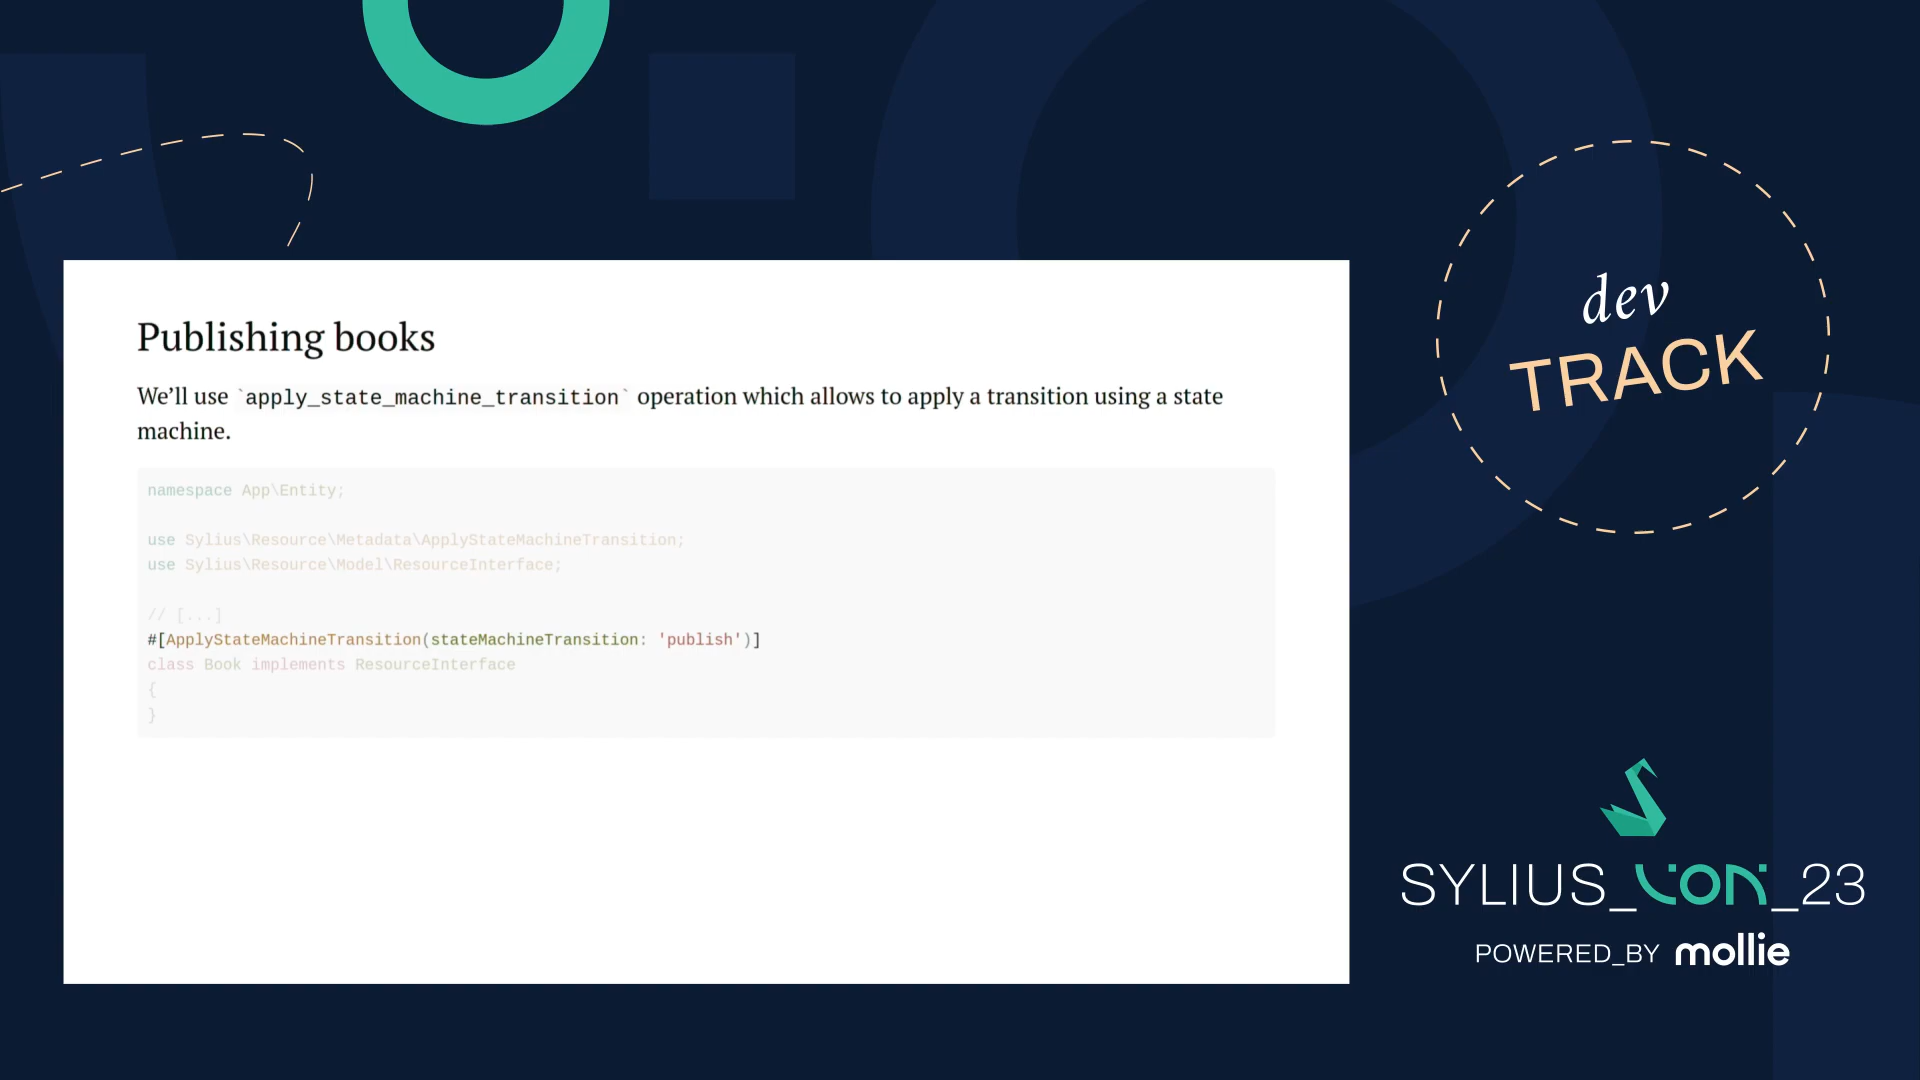 Publishing books
We’ll use `apply_state_machine_transition` operation which allows to apply a transition using a state
machine.
namespace App\Entity;
use Sylius\Resource\Metadata\ApplyStateMachineTransition;
use Sylius\Resource\Model\ResourceInterface;
// [...]
#[ApplyStateMachineTransition(stateMachineTransition: 'publish')]
class Book implements ResourceInterface
{
}
dev
TRACK
SYLIUS_CON_23
POWERED_BY mollie